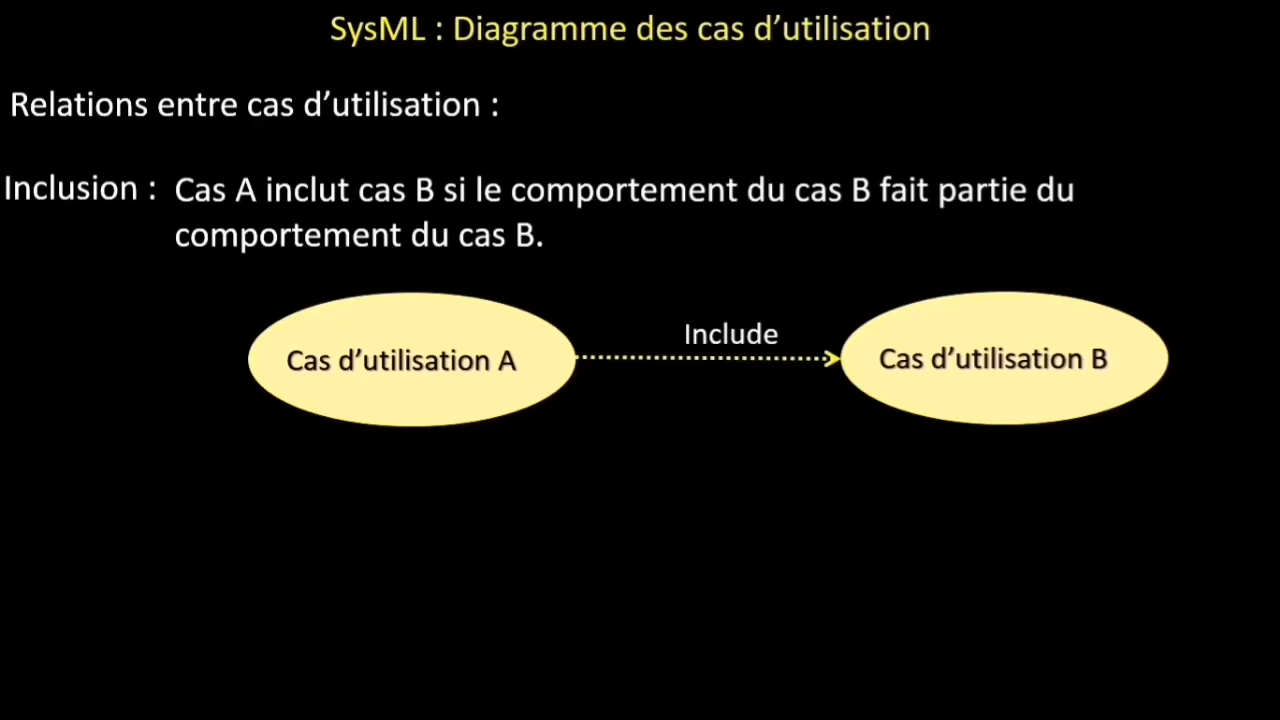 SysML : Diagramme des cas d’utilisation
Relations entre cas d’utilisation :
Inclusion : Cas A inclut cas B si le comportement du cas B fait partie du
comportement du cas B.
Include
Cas d’utilisation A
Cas d’utilisation B